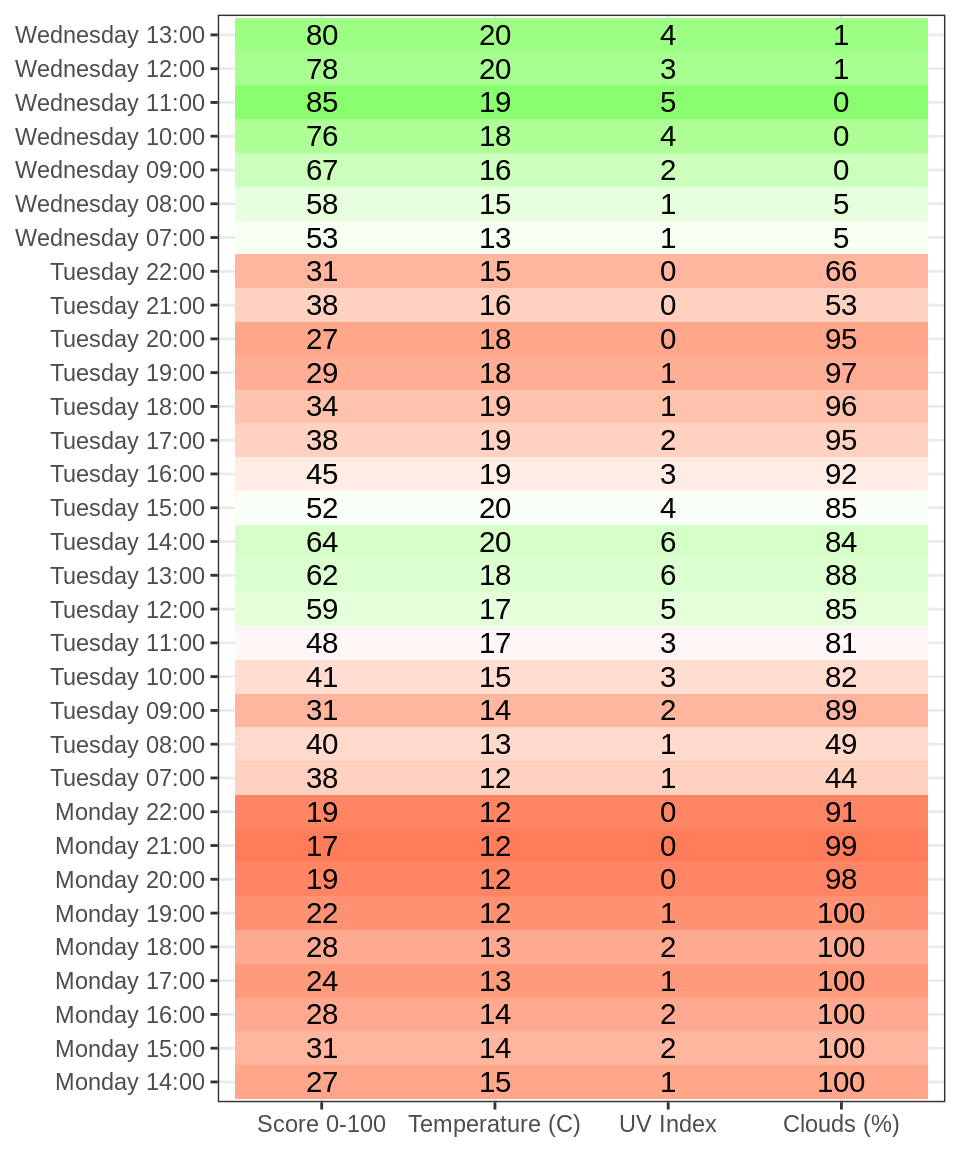 Wednesday 13:00 80 20 4 1
Wednesday 12:00 78 20 3 1
Wednesday 11:00 85 19 5 0
Wednesday 10:00 76 18 4 0
Wednesday 09:00 67 16 2 0
Wednesday 08:00 58 15 1 5
Wednesday 07:00 53 13 1 5
Tuesday 22:00 31 15 0 66
Tuesday 21:00 38 16 0 53
Tuesday 20:00 27 18 0 95
Tuesday 19:00 29 18 1 97
Tuesday 18:00 34 19 1 96
Tuesday 17:00 38 19 2 95
Tuesday 16:00 45 19 3 92
Tuesday 15:00 52 20 4 85
Tuesday 14:00 64 20 6 84
Tuesday 13:00 62 18 6 88
Tuesday 12:00 59 17 5 85
Tuesday 11:00 48 17 3 81
Tuesday 10:00 41 15 3 82
Tuesday 09:00 31 14 2 89
Tuesday 08:00 40 13 1 49
Tuesday 07:00 38 12 1 44
Monday 22:00 19 12 0 91
Monday 21:00 17 12 0 99
Monday 20:00 19 12 0 98
Monday 19:00 22 12 1 100
Monday 18:00 28 13 2 100
Monday 17:00 24 13 1 100
Monday 16:00 28 14 2 100
Monday 15:00 31 14 2 100
Monday 14:00 27 15 1 100
Score 0-100 Temperature (C) UV Index Clouds (%)